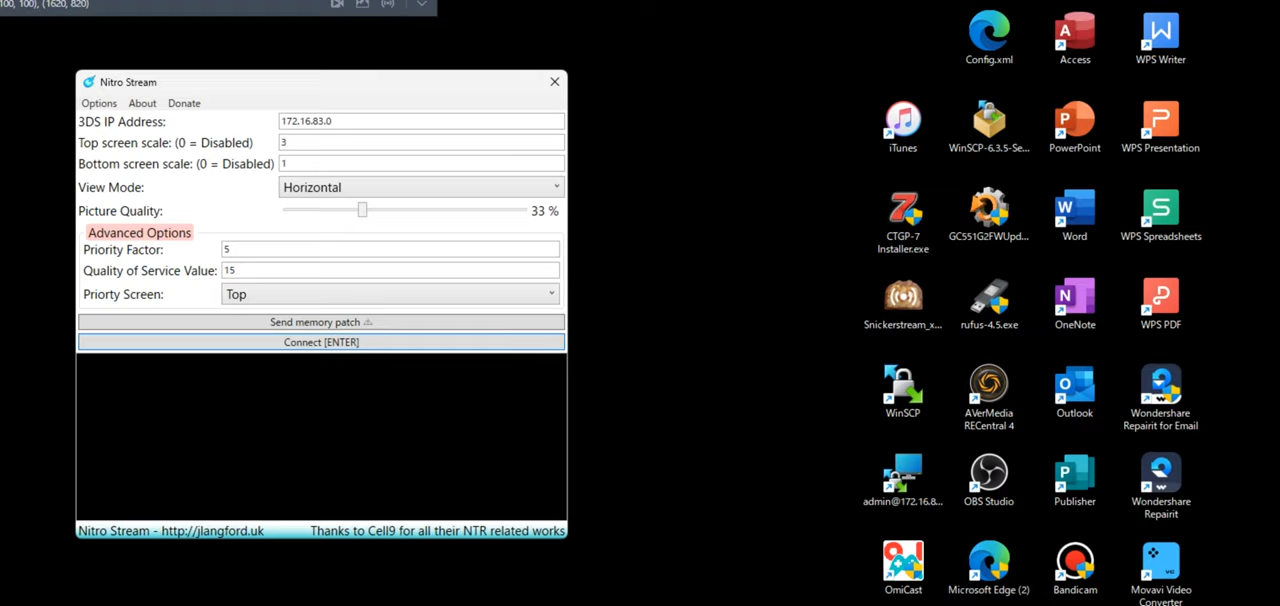 100, 100), (1620, 820)
Nitro Stream
Options About Donate
3DS IP Address: 172.16.83.0
Top screen scale: (0 = Disabled) 3
Bottom screen scale: (0 = Disabled) 1
View Mode: Horizontal
Picture Quality: 33 %
Advanced Options
Priority Factor: 5
Quality of Service Value: 15
Priorty Screen: Top
Send memory patch ⚠
Connect [ENTER]
Nitro Stream - http://jlangford.uk Thanks to Cell9 for all their NTR related works
Config.xml
Access
WPS Writer
iTunes
WinSCP-6.3.5-Se...
PowerPoint
WPS Presentation
CTGP-7
Installer.exe
GC551G2FWUpd...
Word
WPS Spreadsheets
Snickerstream_x...
rufus-4.5.exe
OneNote
WPS PDF
WinSCP
AVerMedia
RECentral 4
Outlook
Wondershare
Repairit for Email
admin@172.16.8...
OBS Studio
Publisher
Wondershare
Repairit
OmiCast
Microsoft Edge (2)
Bandicam
Movavi Video
Converter